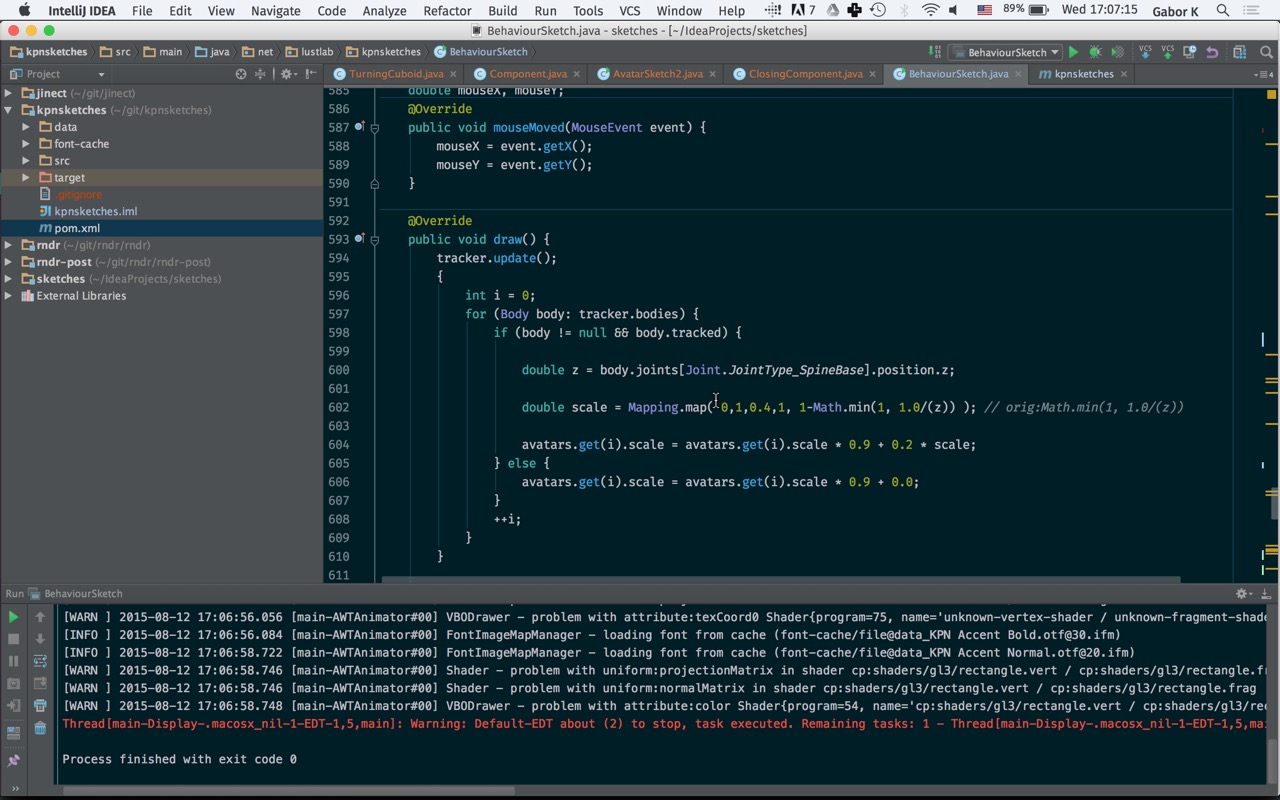 IntelliJ IDEA File Edit View Navigate Code Analyze Refactor Build Run Tools VCS Window Help 7 89% Wed 17:07:15 Gabor K
BehaviourSketch.java - sketches - [~/IdeaProjects/sketches]
kpnsketches src main java net lustlab kpnsketches BehaviourSketch BehaviourSketch VCS VCS
Project TurningCuboid.java Component.java AvatarSketch2.java ClosingComponent.java BehaviourSketch.java m kpnsketches
jinect (~/git/jinect)
kpnsketches (~/git/kpnsketches)
data
font-cache
src
target
.gitignore
kpnsketches.iml
m pom.xml
rndr (~/git/rndr/rndr)
rndr-post (~/git/rndr/rndr-post)
sketches (~/IdeaProjects/sketches)
External Libraries
585 double mouseX, mouseY;
586 @Override
587 public void mouseMoved(MouseEvent event) {
588 mouseX = event.getX();
589 mouseY = event.getY();
590 }
591
592 @Override
593 public void draw() {
594 tracker.update();
595 {
596 int i = 0;
597 for (Body body: tracker.bodies) {
598 if (body != null && body.tracked) {
599
600 double z = body.joints[Joint.JointType_SpineBase].position.z;
601
602 double scale = Mapping.map( 0,1,0.4,1, 1-Math.min(1, 1.0/(z)) ); // orig:Math.min(1, 1.0/(z))
603
604 avatars.get(i).scale = avatars.get(i).scale * 0.9 + 0.2 * scale;
605 } else {
606 avatars.get(i).scale = avatars.get(i).scale * 0.9 + 0.0;
607 }
608 ++i;
609 }
610 }
611
Run BehaviourSketch
[WARN ] 2015-08-12 17:06:56.056 [main-AWTAnimator#00] VBODrawer - problem with attribute:texCoord0 Shader{program=75, name='unknown-vertex-shader / unknown-fragment-shade
[INFO ] 2015-08-12 17:06:56.084 [main-AWTAnimator#00] FontImageMapManager - loading font from cache (font-cache/file@data_KPN Accent Bold.otf@30.ifm)
[INFO ] 2015-08-12 17:06:58.722 [main-AWTAnimator#00] FontImageMapManager - loading font from cache (font-cache/file@data_KPN Accent Normal.otf@20.ifm)
[WARN ] 2015-08-12 17:06:58.746 [main-AWTAnimator#00] Shader - problem with uniform:projectionMatrix in shader cp:shaders/gl3/rectangle.vert / cp:shaders/gl3/rectangle.fr
[WARN ] 2015-08-12 17:06:58.746 [main-AWTAnimator#00] Shader - problem with uniform:normalMatrix in shader cp:shaders/gl3/rectangle.vert / cp:shaders/gl3/rectangle.frag
[WARN ] 2015-08-12 17:06:58.748 [main-AWTAnimator#00] VBODrawer - problem with attribute:color Shader{program=54, name='cp:shaders/gl3/rectangle.vert / cp:shaders/gl3/rec
Thread[main-Display-.macosx_nil-1-EDT-1,5,main]: Warning: Default-EDT about (2) to stop, task executed. Remaining tasks: 1 - Thread[main-Display-.macosx_nil-1-EDT-1,5,ma
Process finished with exit code 0